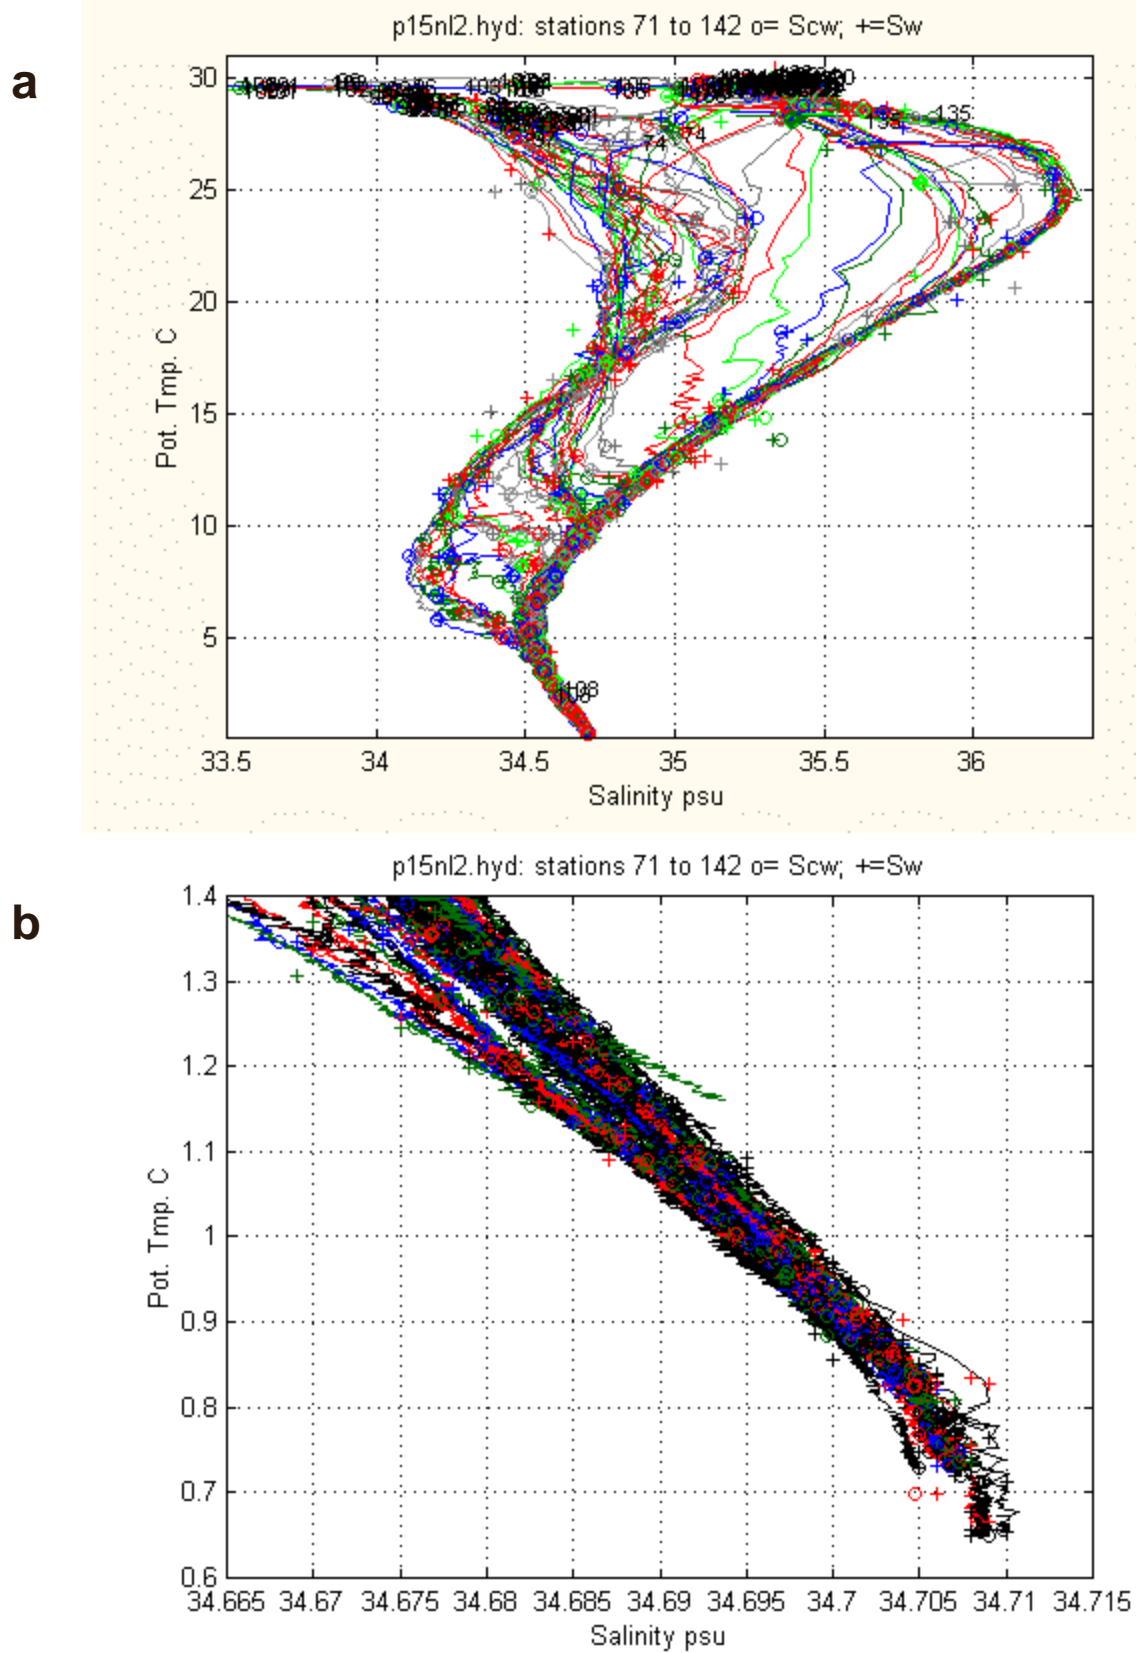 a
p15nl2.hyd: stations 71 to 142 o= Scw; +=Sw
30
25
20
15
10
5
Pot. Tmp. C
74
74
135
135
108
33.5 34 34.5 35 35.5 36
Salinity psu
b
p15nl2.hyd: stations 71 to 142 o= Scw; +=Sw
1.4
1.3
1.2
1.1
1
0.9
0.8
0.7
0.6
Pot. Tmp. C
34.665 34.67 34.675 34.68 34.685 34.69 34.695 34.7 34.705 34.71 34.715
Salinity psu